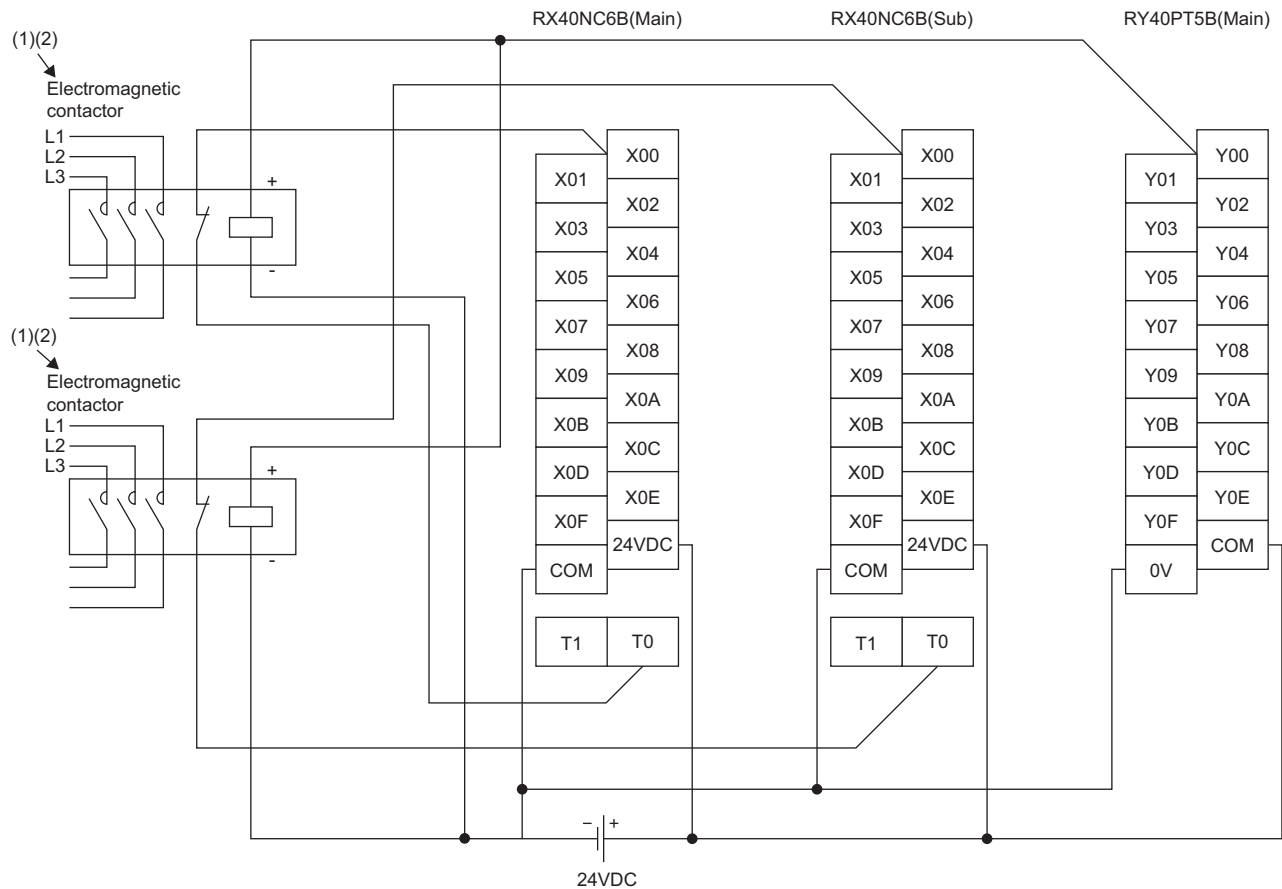 RX40NC6B(Main)
RX40NC6B(Sub)
RY40PT5B(Main)
(1)(2)
Electromagnetic
contactor
L1
L2
L3
+
-
(1)(2)
Electromagnetic
contactor
L1
L2
L3
+
-
X00
X01
X02
X03
X04
X05
X06
X07
X08
X09
X0A
X0B
X0C
X0D
X0E
X0F
24VDC
COM
T1
T0
X00
X01
X02
X03
X04
X05
X06
X07
X08
X09
X0A
X0B
X0C
X0D
X0E
X0F
24VDC
COM
T1
T0
Y00
Y01
Y02
Y03
Y04
Y05
Y06
Y07
Y08
Y09
Y0A
Y0B
Y0C
Y0D
Y0E
Y0F
COM
0V
– +
24VDC